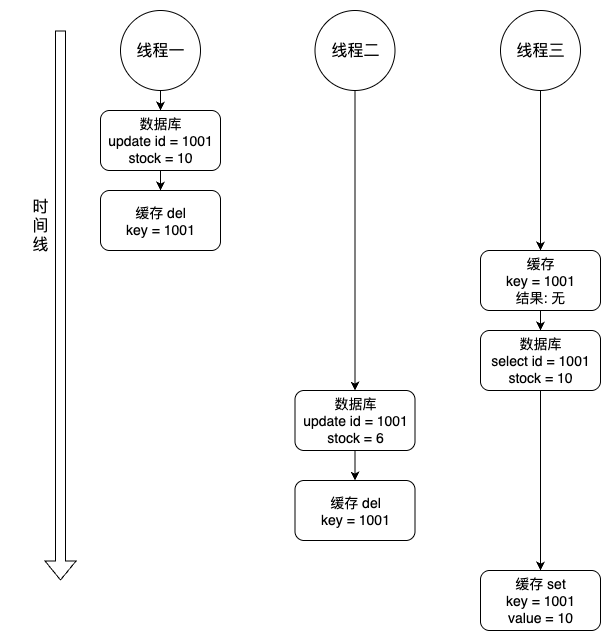 线程一
线程二
线程三
数据库
update id = 1001
stock = 10
缓存 del
key = 1001
时
间
线
缓存
key = 1001
结果: 无
数据库
select id = 1001
stock = 10
数据库
update id = 1001
stock = 6
缓存 del
key = 1001
缓存 set
key = 1001
value = 10